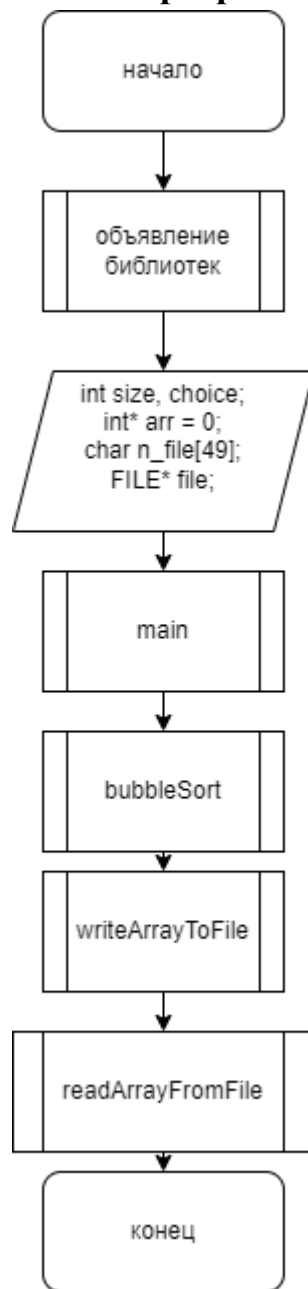 начало
объявление
библиотек
int size, choice;
int* arr = 0;
char n_file[49];
FILE* file;
main
bubbleSort
writeArrayToFile
readArrayFromFile
конец